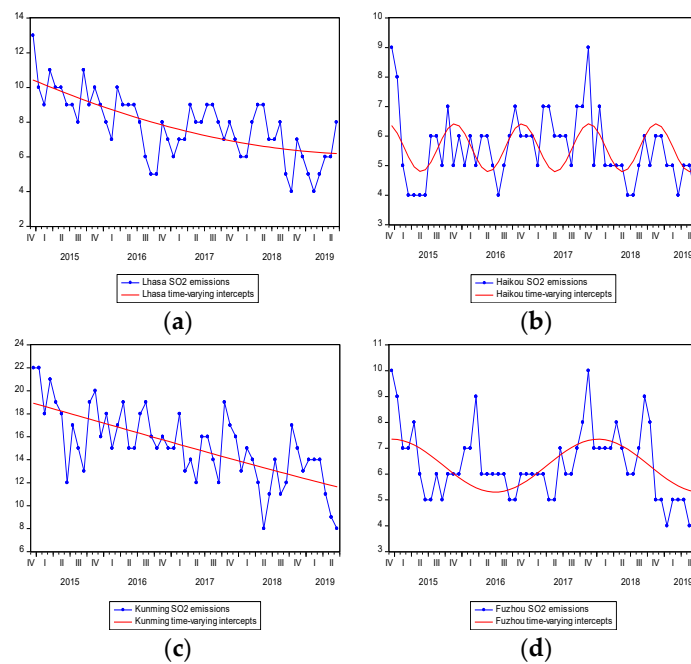 14
12
10
8
6
4
2
IV I II III IV I II III IV I II III IV I II III IV I II
2015 2016 2017 2018 2019
Lhasa SO2 emissions
Lhasa time-varying intercepts
(a)
10
9
8
7
6
5
4
3
IV I II III IV I II III IV I II III IV I II III IV I II
2015 2016 2017 2018 2019
Haikou SO2 emissions
Haikou time-varying intercepts
(b)
24
22
20
18
16
14
12
10
8
6
IV I II III IV I II III IV I II III IV I II III IV I II
2015 2016 2017 2018 2019
Kunming SO2 emissions
Kunming time-varying intercepts
(c)
11
10
9
8
7
6
5
4
3
IV I II III IV I II III IV I II III IV I II III IV I II
2015 2016 2017 2018 2019
Fuzhou SO2 emissions
Fuzhou time-varying intercepts
(d)